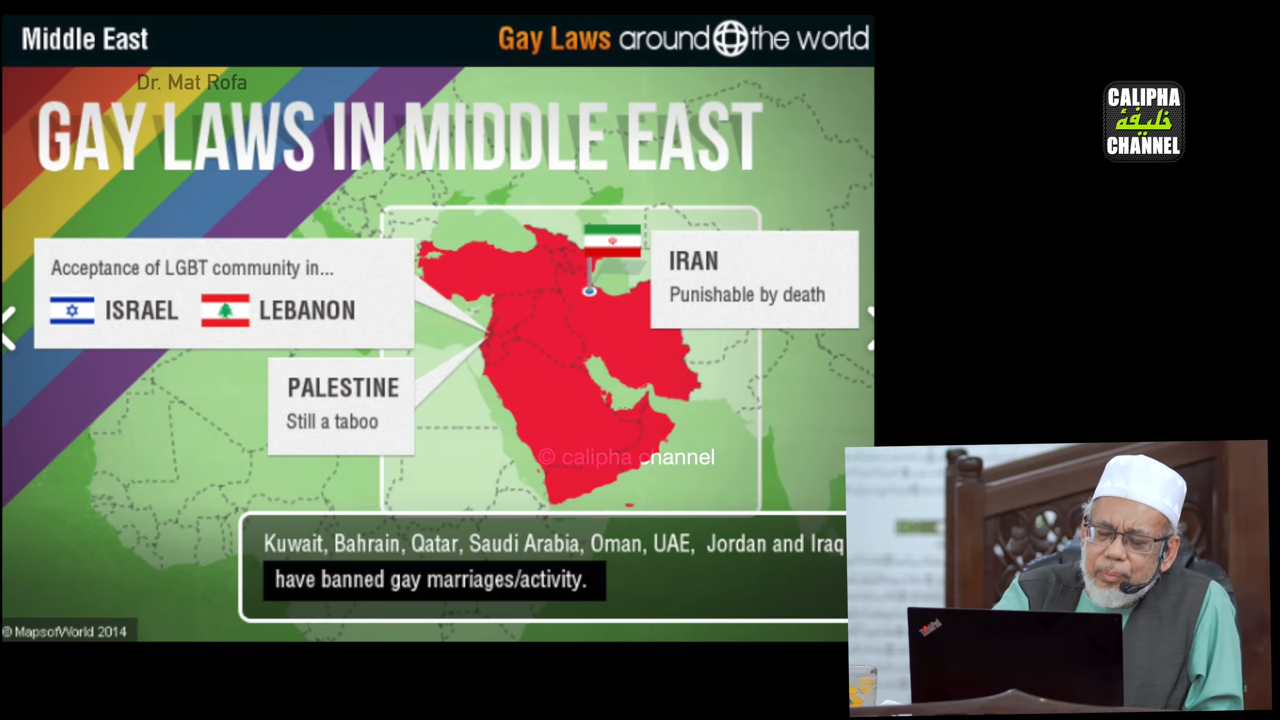 Middle East
Gay Laws around the world
Dr. Mat Rofa
GAY LAWS IN MIDDLE EAST
CALIPHA
خليفة
CHANNEL
Acceptance of LGBT community in...
ISRAEL LEBANON
IRAN
Punishable by death
PALESTINE
Still a taboo
© calipha channel
Kuwait, Bahrain, Qatar, Saudi Arabia, Oman, UAE, Jordan and Iraq
have banned gay marriages/activity.
© MapsofWorld 2014
ThinkPad